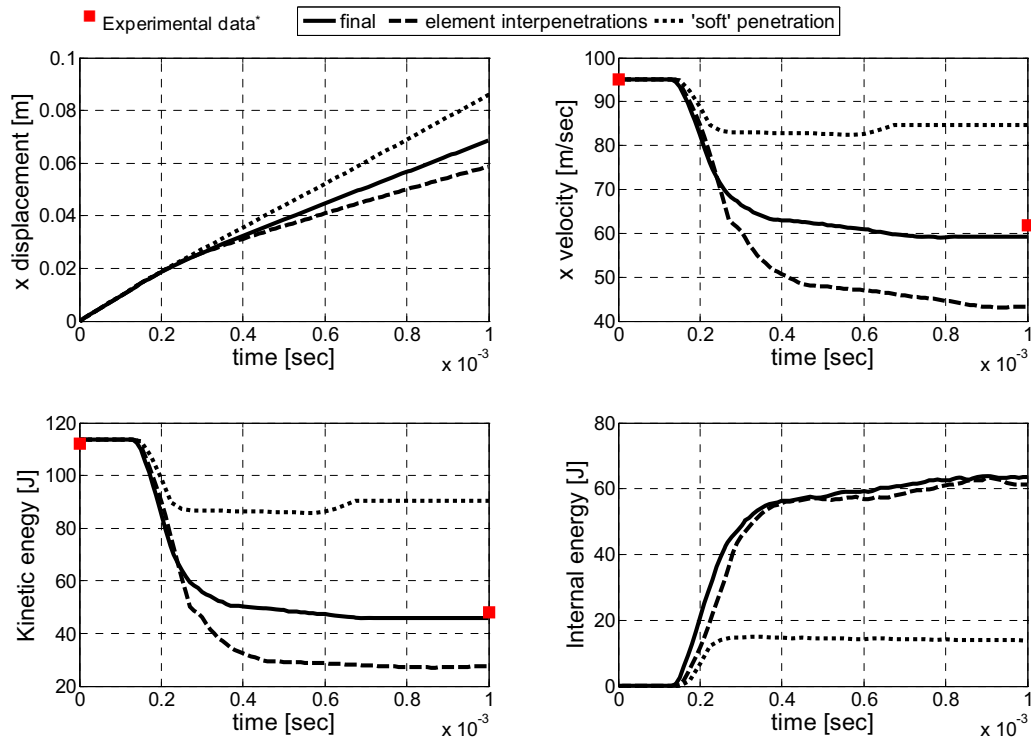 Experimental data*
final
element interpenetrations
'soft' penetration
x displacement [m]
0.1
0.08
0.06
0.04
0.02
0
0 0.2 0.4 0.6 0.8 1
time [sec]
x 10-3
x velocity [m/sec]
100
90
80
70
60
50
40
0 0.2 0.4 0.6 0.8 1
time [sec]
x 10-3
Kinetic enegy [J]
120
100
80
60
40
20
0 0.2 0.4 0.6 0.8 1
time [sec]
x 10-3
Internal energy [J]
80
60
40
20
0
0 0.2 0.4 0.6 0.8 1
time [sec]
x 10-3